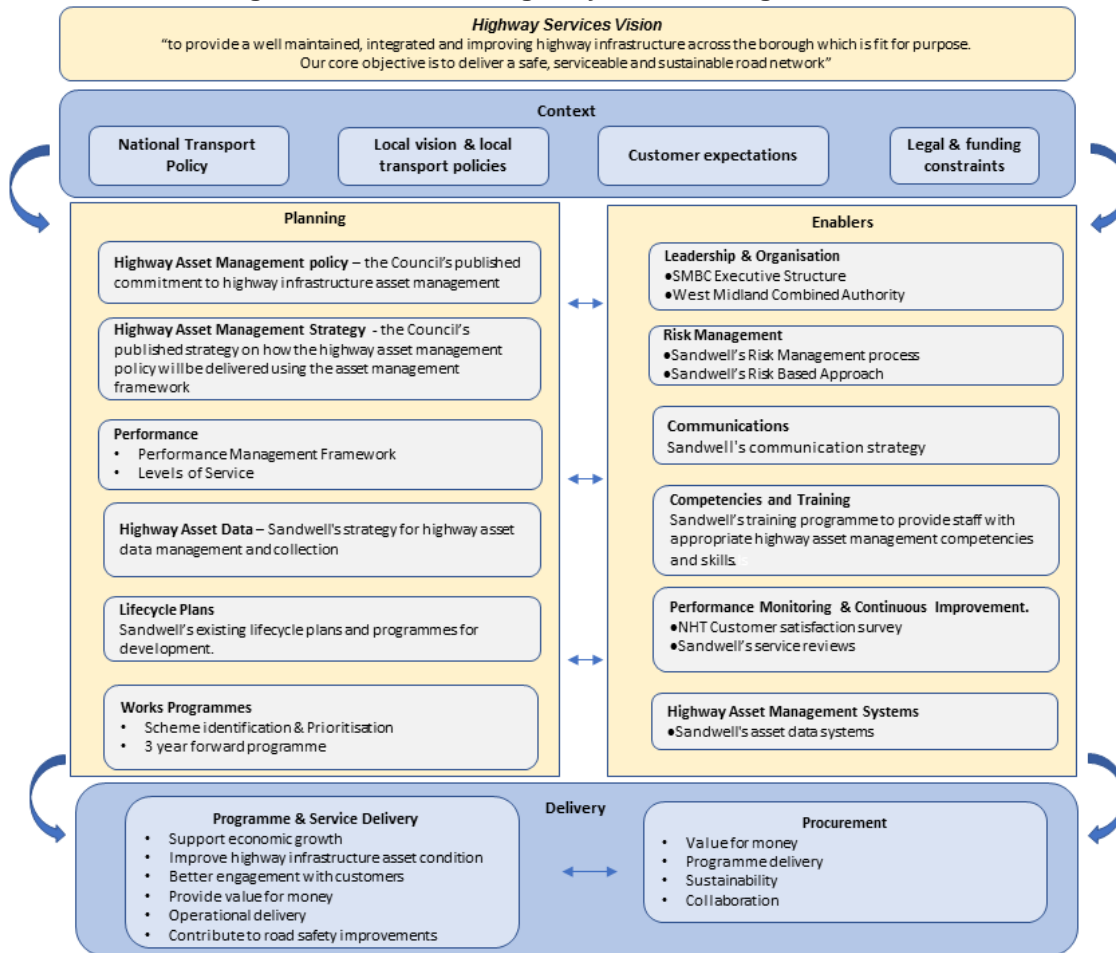 Highway Services Vision
“to provide a well maintained, integrated and improving highway infrastructure across the borough which is fit for purpose.
Our core objective is to deliver a safe, serviceable and sustainable road network”
Context
National Transport
Policy
Local vision & local
transport policies
Customer expectations
Legal & funding
constraints
Planning
Highway Asset Management policy – the Council’s published
commitment to highway infrastructure asset management
Highway Asset Management Strategy - the Council’s
published strategy on how the highway asset management
policy will be delivered using the asset management
framework
Performance
• Performance Management Framework
• Levels of Service
Highway Asset Data – Sandwell's strategy for highway asset
data management and collection
Lifecycle Plans
Sandwell’s existing lifecycle plans and programmes for
development.
Works Programmes
• Scheme identification & Prioritisation
• 3 year forward programme
Enablers
Leadership & Organisation
●SMBC Executive Structure
●West Midland Combined Authority
Risk Management
●Sandwell’s Risk Management process
●Sandwell’s Risk Based Approach
Communications
Sandwell's communication strategy
Competencies and Training
Sandwell’s training programme to provide staff with
appropriate highway asset management competencies
and skills.
Performance Monitoring & Continuous Improvement.
●NHT Customer satisfaction survey
●Sandwell’s service reviews
Highway Asset Management Systems
●Sandwell's asset data systems
Delivery
Programme & Service Delivery
• Support economic growth
• Improve highway infrastructure asset condition
• Better engagement with customers
• Provide value for money
• Operational delivery
• Contribute to road safety improvements
Procurement
• Value for money
• Programme delivery
• Sustainability
• Collaboration